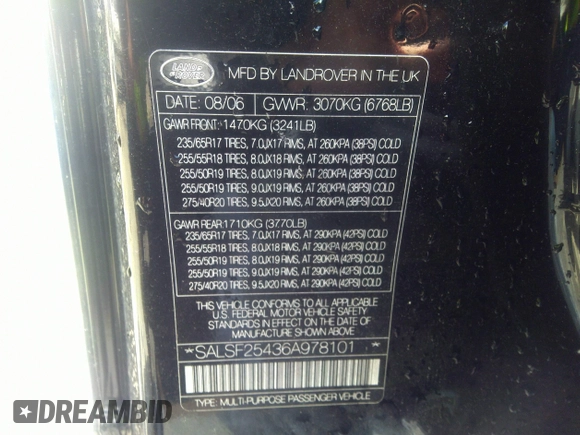 LAND ROVER
MFD BY LANDROVER IN THE UK
DATE: 08/06 GVWR: 3070KG (6768LB)
GAWR FRONT: 1470KG (3241LB)
235/65R17 TIRES, 7.0JX17 RIMS, AT 260KPA (38PSI) COLD
255/55R18 TIRES, 8.0JX18 RIMS, AT 260KPA (38PSI) COLD
255/50R19 TIRES, 8.0JX19 RIMS, AT 260KPA (38PSI) COLD
255/50R19 TIRES, 9.0JX19 RIMS, AT 260KPA (38PSI) COLD
275/40R20 TIRES, 9.5JX20 RIMS, AT 260KPA (38PSI) COLD
GAWR REAR: 1710KG (3770LB)
235/65R17 TIRES, 7.0JX17 RIMS, AT 290KPA (42PSI) COLD
255/55R18 TIRES, 8.0JX18 RIMS, AT 290KPA (42PSI) COLD
255/50R19 TIRES, 8.0JX19 RIMS, AT 290KPA (42PSI) COLD
255/50R19 TIRES, 9.0JX19 RIMS, AT 290KPA (42PSI) COLD
275/40R20 TIRES, 9.5JX20 RIMS, AT 290KPA (42PSI) COLD
THIS VEHICLE CONFORMS TO ALL APPLICABLE
U.S. FEDERAL MOTOR VEHICLE SAFETY
STANDARDS IN EFFECT ON THE DATE OF
MANUFACTURE SHOWN ABOVE.
*SALSF25436A978101*
TYPE: MULTI-PURPOSE PASSENGER VEHICLE
DREAMBID